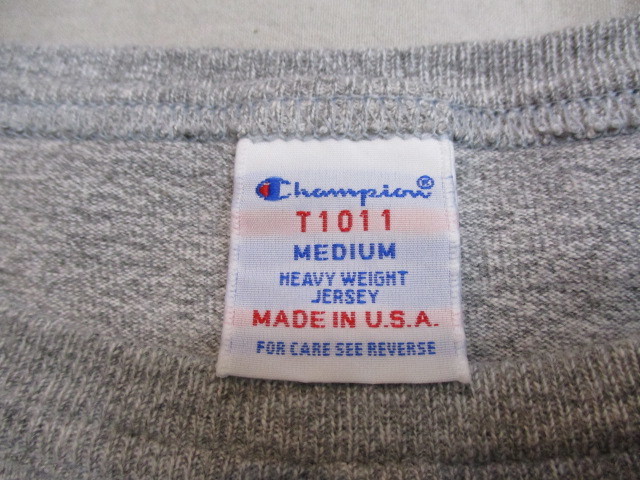 Champion®
T1011
MEDIUM
HEAVY WEIGHT
JERSEY
MADE IN U.S.A.
FOR CARE SEE REVERSE